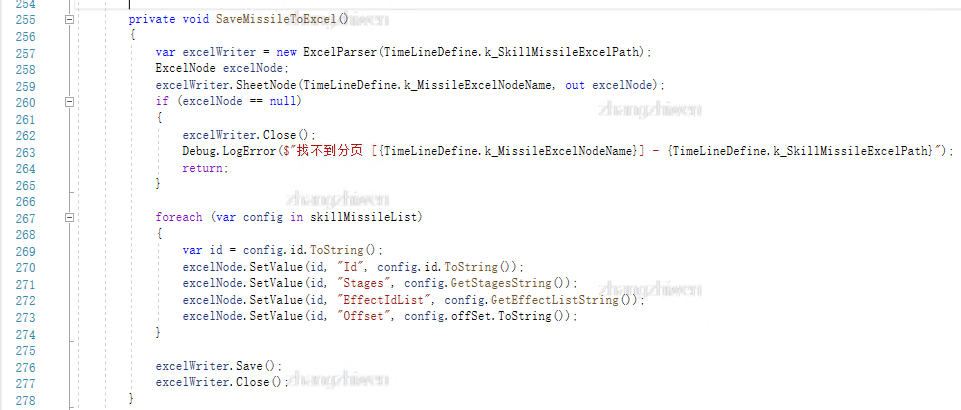 254
255 private void SaveMissileToExcel()
256 {
257 var excelWriter = new ExcelParser(TimeLineDefine.k_SkillMissileExcelPath);
258 ExcelNode excelNode;
259 excelWriter.SheetNode(TimeLineDefine.k_MissileExcelNodeName, out excelNode);
260 if (excelNode == null)
261 {
262 excelWriter.Close();
263 Debug.LogError($"找不到分页 [{TimeLineDefine.k_MissileExcelNodeName}] - {TimeLineDefine.k_SkillMissileExcelPath}");
264 return;
265 }
266
267 foreach (var config in skillMissileList)
268 {
269 var id = config.id.ToString();
270 excelNode.SetValue(id, "Id", config.id.ToString());
271 excelNode.SetValue(id, "Stages", config.GetStagesString());
272 excelNode.SetValue(id, "EffectIdList", config.GetEffectListString());
273 excelNode.SetValue(id, "Offset", config.offSet.ToString());
274 }
275
276 excelWriter.Save();
277 excelWriter.Close();
278 }
zhangzhiwen
zhangzhiwen
zhangzhiwen
zhangzhiwen
zhangzhiwen